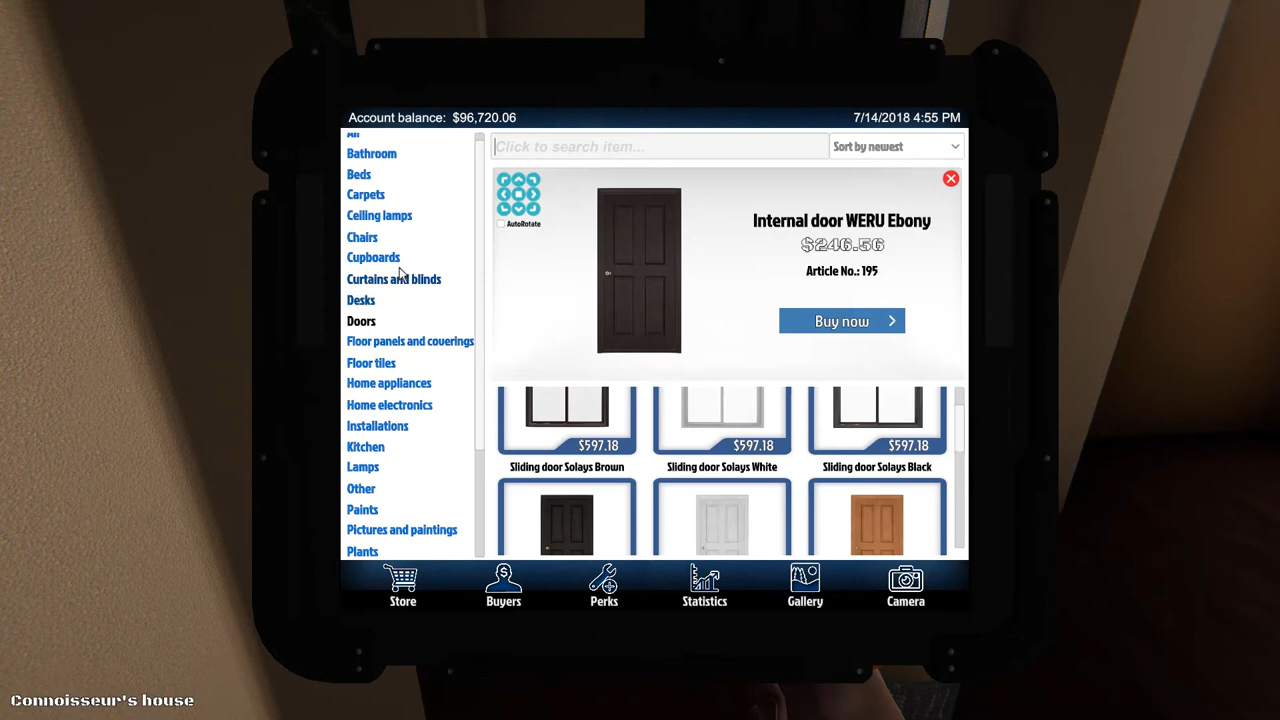 Account balance: $96,720.06
7/14/2018 4:55 PM
All
Bathroom
Beds
Carpets
Ceiling lamps
Chairs
Cupboards
Curtains and blinds
Desks
Doors
Floor panels and coverings
Floor tiles
Home appliances
Home electronics
Installations
Kitchen
Lamps
Other
Paints
Pictures and paintings
Plants
Click to search item...
Sort by newest
AutoRotate
Internal door WERU Ebony
$246.56
Article No.: 195
Buy now
$597.18
$597.18
$597.18
Sliding door Solays Brown
Sliding door Solays White
Sliding door Solays Black
Store
Buyers
Perks
Statistics
Gallery
Camera
Connoisseur's house